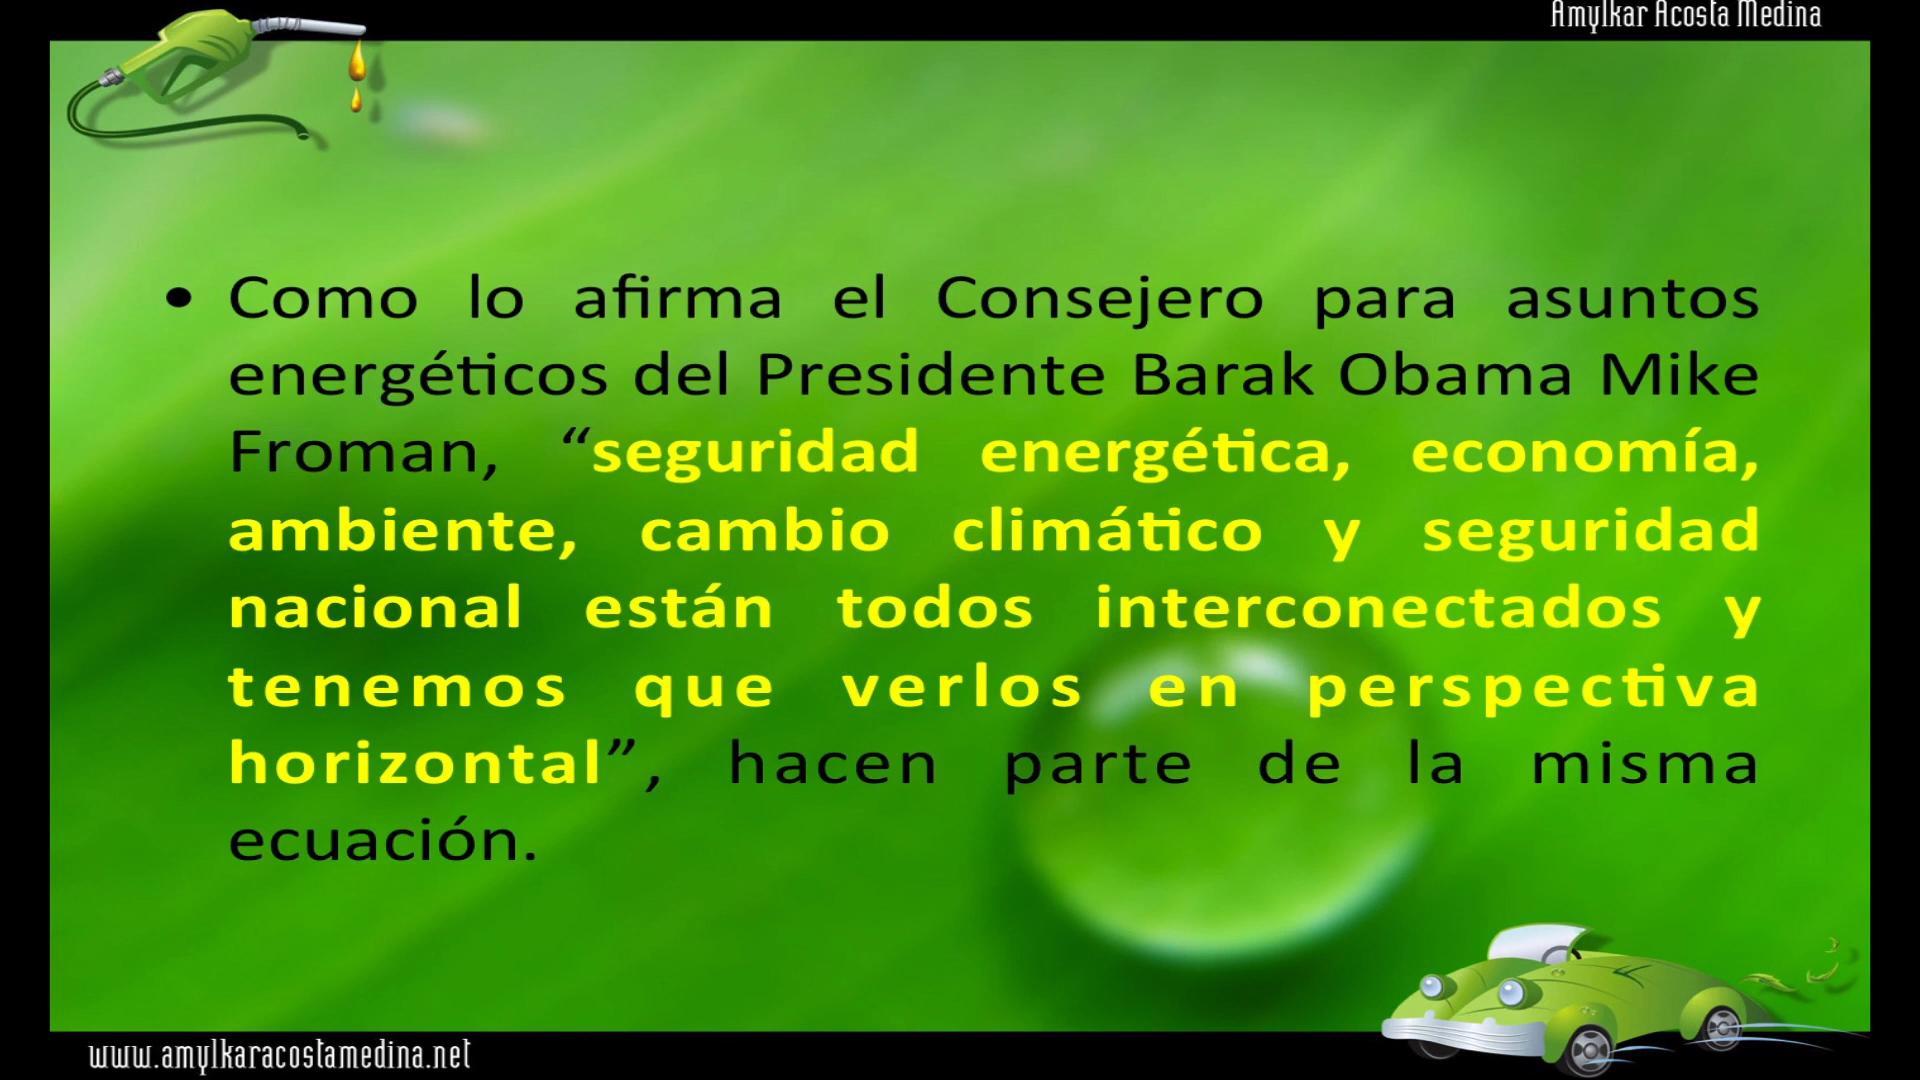 Amylkar Acosta Medina
• Como lo afirma el Consejero para asuntos
energéticos del Presidente Barak Obama Mike
Froman, “seguridad energética, economía,
ambiente, cambio climático y seguridad
nacional están todos interconectados y
tenemos que verlos en perspectiva
horizontal”, hacen parte de la misma
ecuación.
www.amylkaracostamedina.net